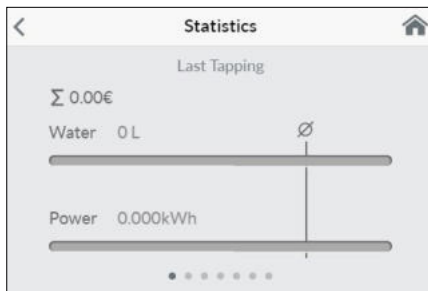 Statistics
Last Tapping
Σ 0.00€
Water 0 L Ø
Power 0.000kWh